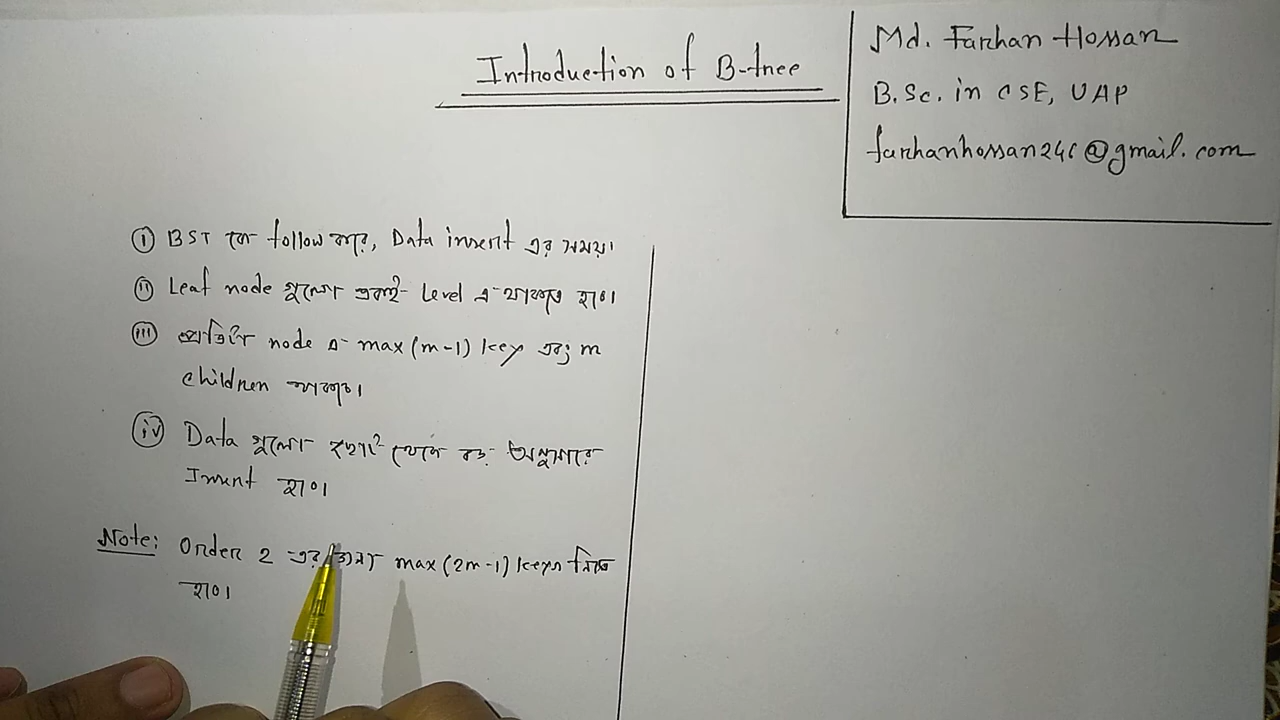 Introduction of B-tree
Md. Farhan Hossan
B.Sc. in CSE, UAP
farhanhossan246@gmail.com
(i) BST কে follow করে, Data insert এর সময়।
(ii) Leaf node গুলো একই level এ থাকতে হবে।
(iii) প্রতিটি node এ max (m-1) key এবং m
children থাকবে।
(iv) Data গুলো ছোট থেকে বড় অনুসারে
Insert হবে।
Note: Order 2 এর জন্য max (2m-1) keys নিতে
হবে।